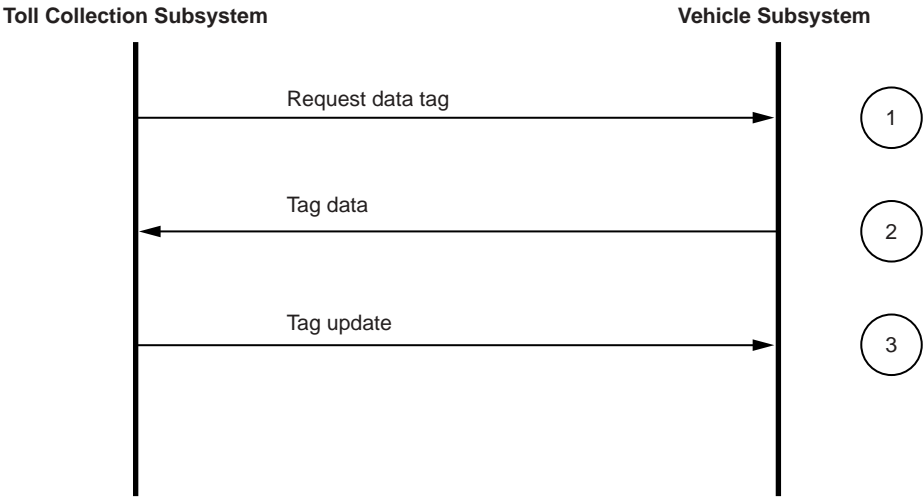 Toll Collection Subsystem
Vehicle Subsystem
Request data tag
1
Tag data
2
Tag update
3